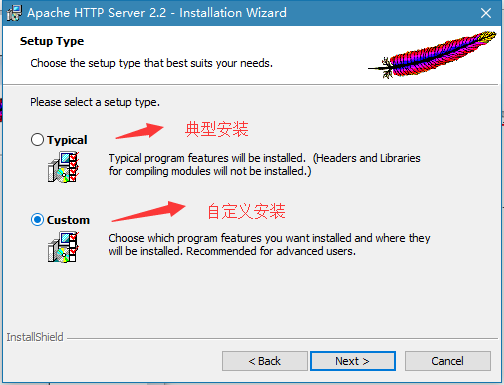 Apache HTTP Server 2.2 - Installation Wizard
Setup Type
Choose the setup type that best suits your needs.
Please select a setup type.
Typical
典型安装
Typical program features will be installed. (Headers and Libraries
for compiling modules will not be installed.)
Custom
自定义安装
Choose which program features you want installed and where they
will be installed. Recommended for advanced users.
InstallShield
< Back
Next >
Cancel